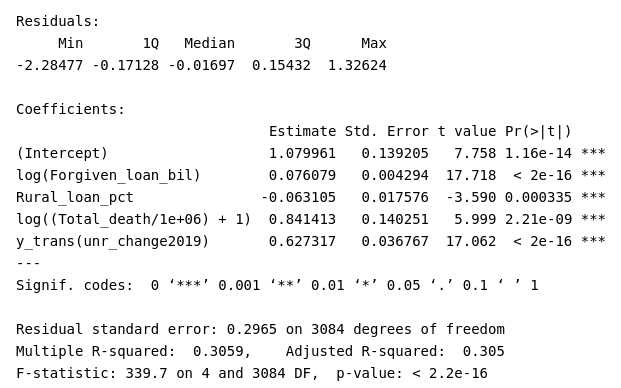 Residuals:
     Min       1Q   Median       3Q      Max
-2.28477 -0.17128 -0.01697  0.15432  1.32624

Coefficients:
                              Estimate Std. Error t value Pr(>|t|)
(Intercept)                   1.079961   0.139205   7.758 1.16e-14 ***
log(Forgiven_loan_bil)        0.076079   0.004294  17.718  < 2e-16 ***
Rural_loan_pct               -0.063105   0.017576  -3.590 0.000335 ***
log((Total_death/1e+06) + 1)  0.841413   0.140251   5.999 2.21e-09 ***
y_trans(unr_change2019)       0.627317   0.036767  17.062  < 2e-16 ***
---
Signif. codes:  0 ‘***’ 0.001 ‘**’ 0.01 ‘*’ 0.05 ‘.’ 0.1 ‘ ’ 1

Residual standard error: 0.2965 on 3084 degrees of freedom
Multiple R-squared:  0.3059,    Adjusted R-squared:  0.305
F-statistic: 339.7 on 4 and 3084 DF,  p-value: < 2.2e-16